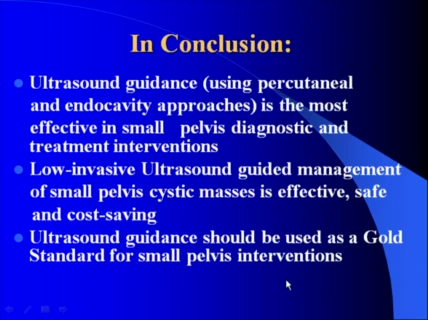 In Conclusion:
Ultrasound guidance (using percutaneal
and endocavity approaches) is the most
effective in small pelvis diagnostic and
treatment interventions
Low-invasive Ultrasound guided management
of small pelvis cystic masses is effective, safe
and cost-saving
Ultrasound guidance should be used as a Gold
Standard for small pelvis interventions